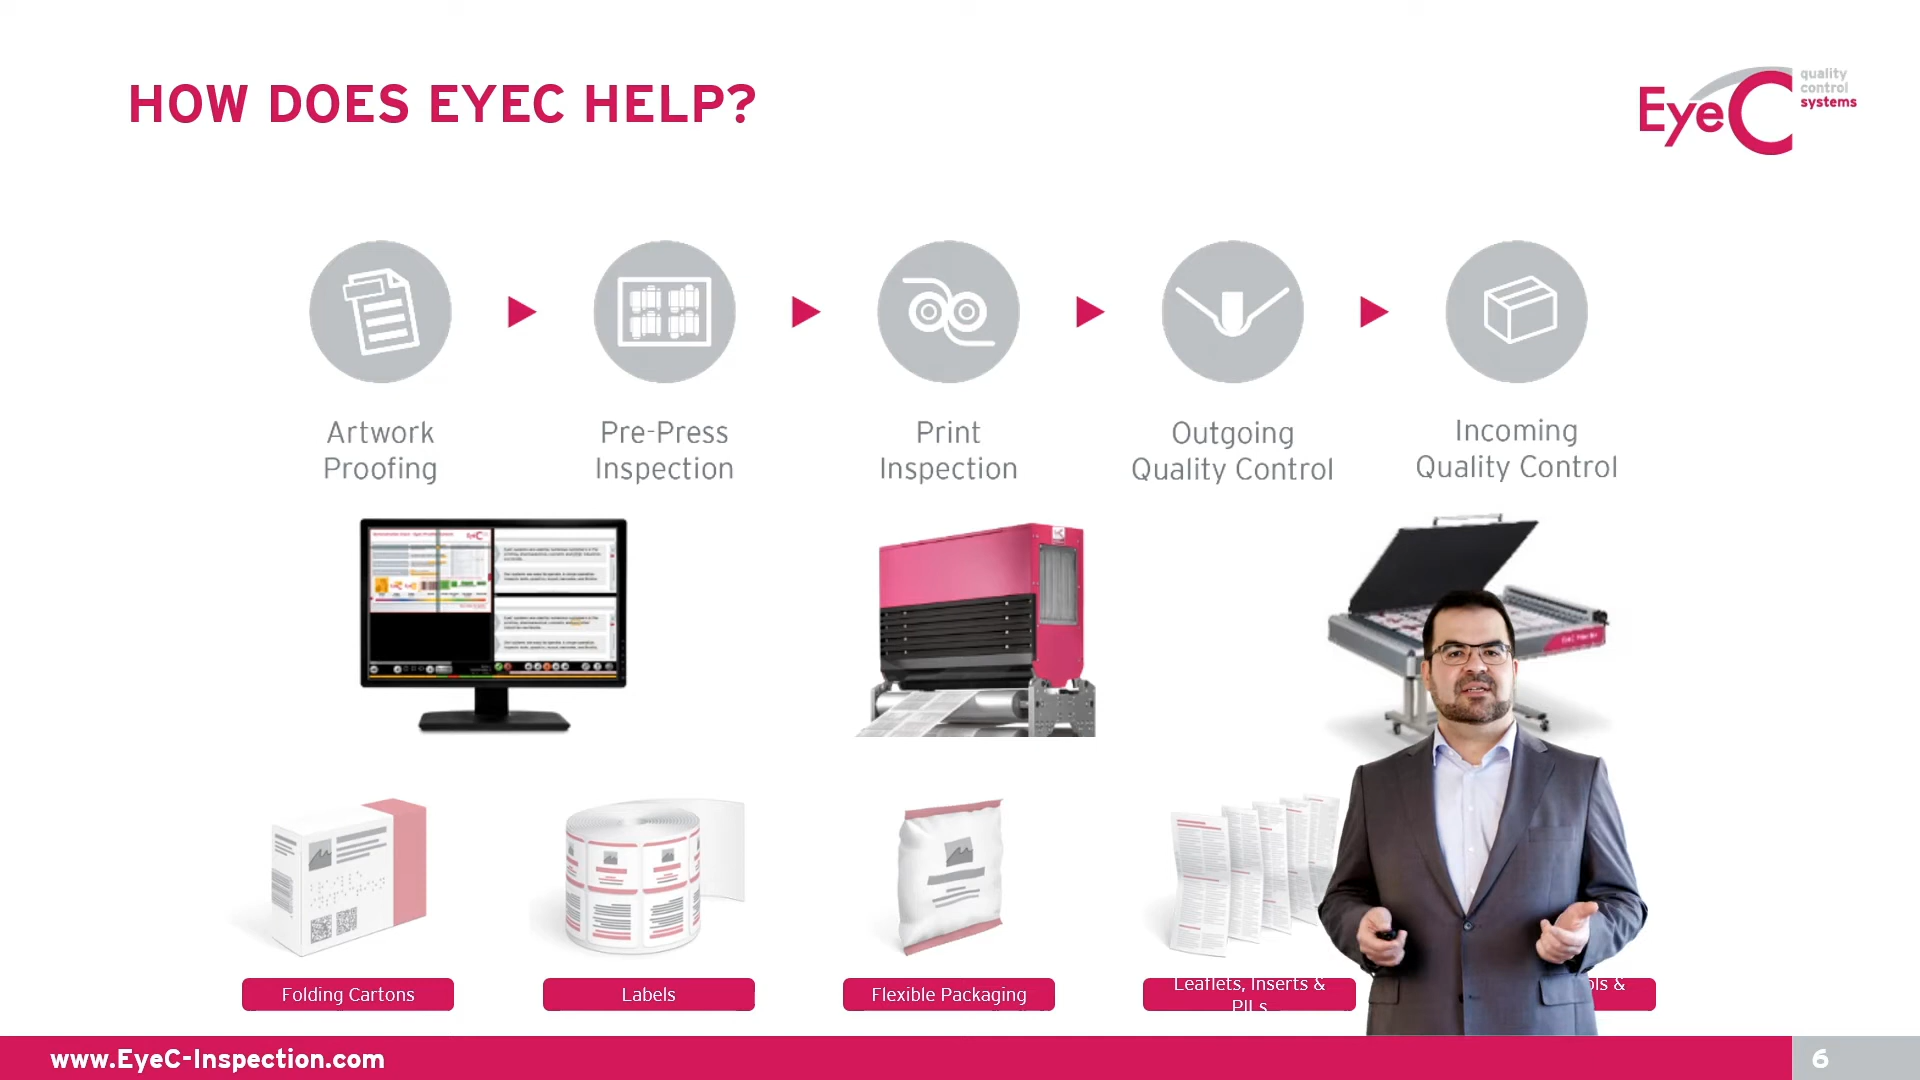 HOW DOES EYEC HELP?
EyeC
quality
control
systems
Artwork
Proofing
Pre-Press
Inspection
Print
Inspection
Outgoing
Quality Control
Incoming
Quality Control
Folding Cartons
Labels
Flexible Packaging
Leaflets, Inserts &
PILs
&
www.EyeC-Inspection.com
6